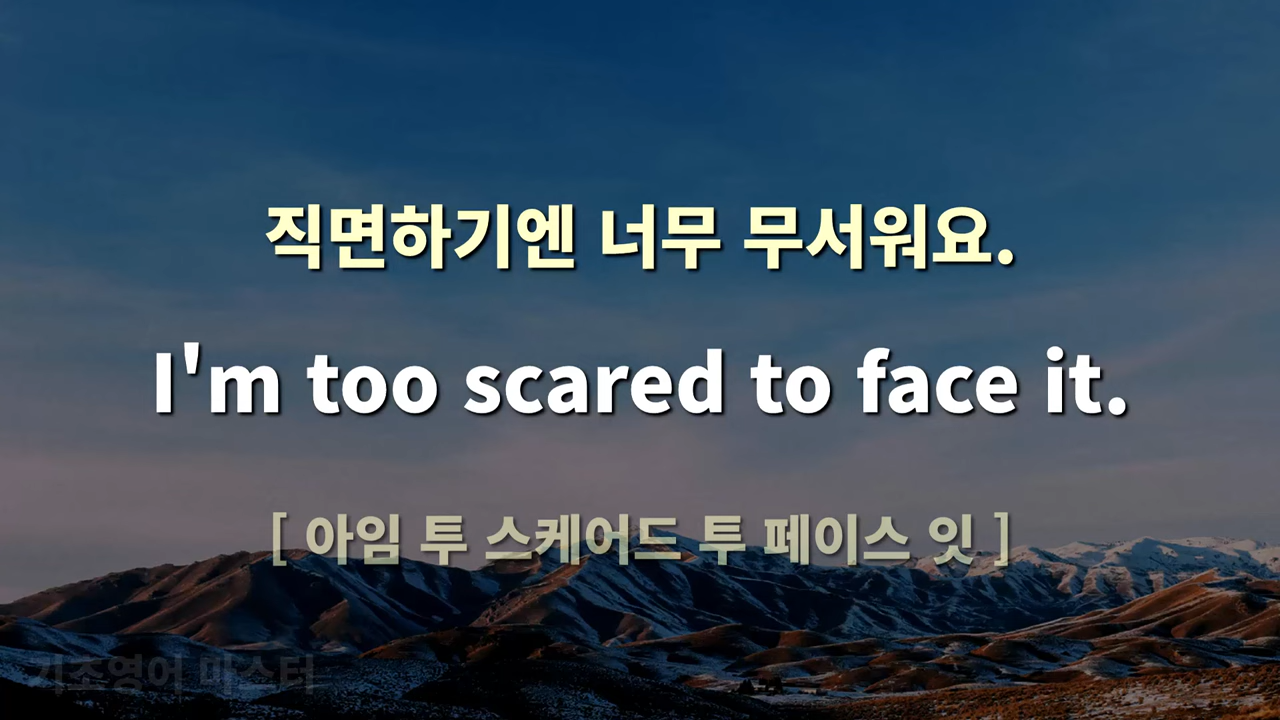 직면하기엔 너무 무서워요.
I'm too scared to face it.
[ 아임 투 스케어드 투 페이스 잇 ]
기초영어 마스터